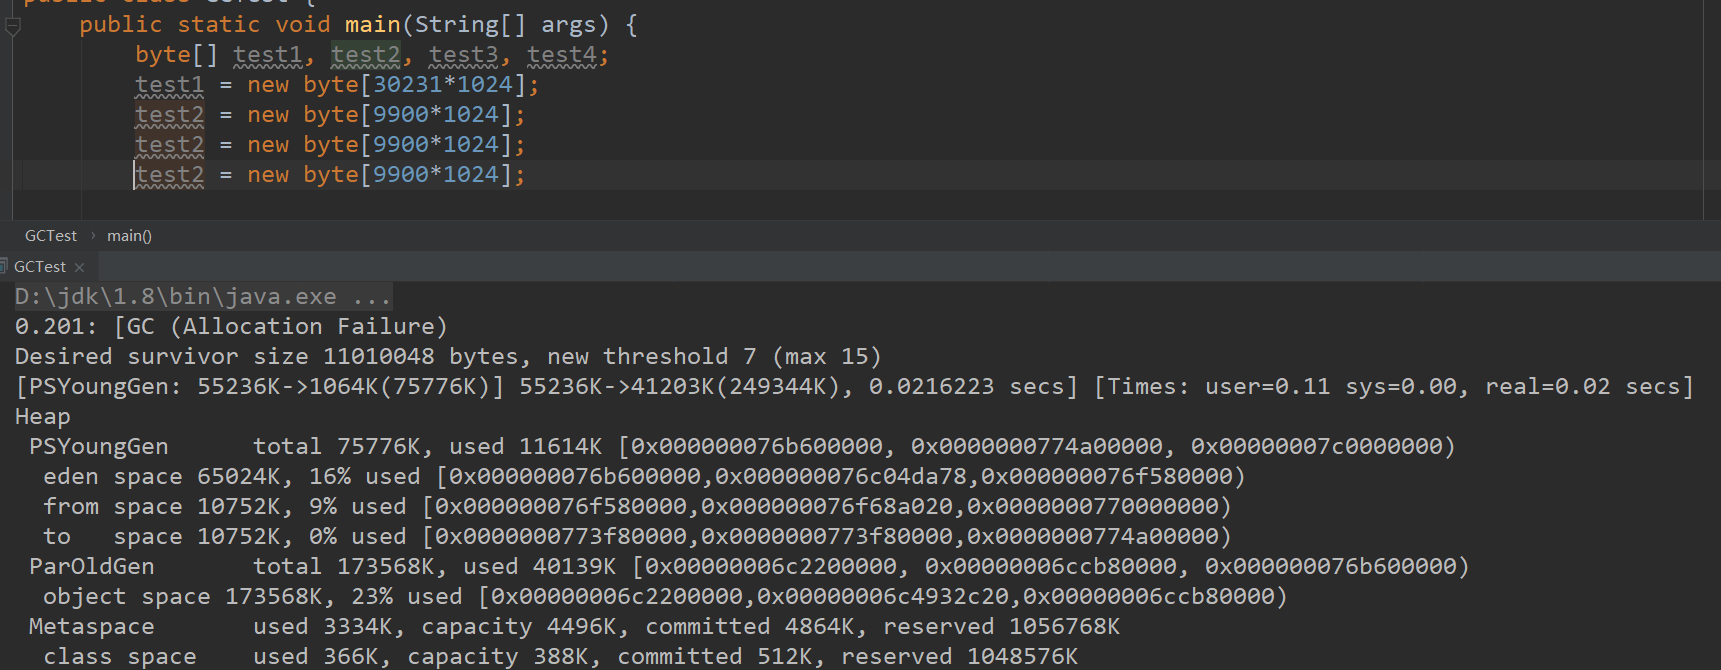 public class GCTest {
public static void main(String[] args) {
byte[] test1, test2, test3, test4;
test1 = new byte[30231*1024];
test2 = new byte[9900*1024];
test2 = new byte[9900*1024];
test2 = new byte[9900*1024];
GCTest › main()
GCTest ×
D:\jdk\1.8\bin\java.exe ...
0.201: [GC (Allocation Failure)
Desired survivor size 11010048 bytes, new threshold 7 (max 15)
[PSYoungGen: 55236K->1064K(75776K)] 55236K->41203K(249344K), 0.0216223 secs] [Times: user=0.11 sys=0.00, real=0.02 secs]
Heap
PSYoungGen total 75776K, used 11614K [0x000000076b600000, 0x0000000774a00000, 0x00000007c0000000)
eden space 65024K, 16% used [0x000000076b600000,0x000000076c04da78,0x000000076f580000)
from space 10752K, 9% used [0x000000076f580000,0x000000076f68a020,0x0000000770000000)
to space 10752K, 0% used [0x0000000773f80000,0x0000000773f80000,0x0000000774a00000)
ParOldGen total 173568K, used 40139K [0x00000006c2200000, 0x00000006ccb80000, 0x000000076b600000)
object space 173568K, 23% used [0x00000006c2200000,0x00000006c4932c20,0x00000006ccb80000)
Metaspace used 3334K, capacity 4496K, committed 4864K, reserved 1056768K
class space used 366K, capacity 388K, committed 512K, reserved 1048576K